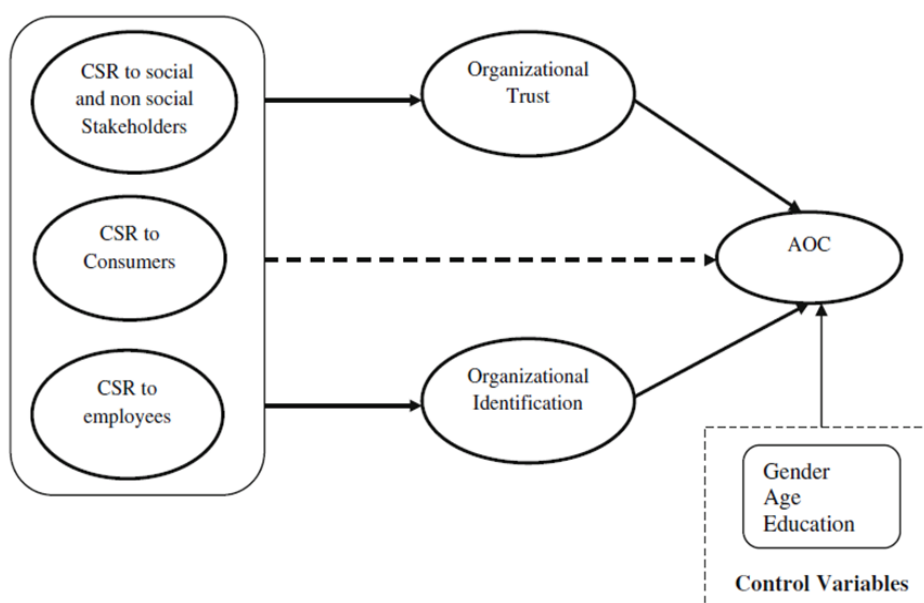 CSR to social
and non social
Stakeholders
Organizational
Trust
CSR to
Consumers
AOC
CSR to
employees
Organizational
Identification
Gender
Age
Education
Control Variables